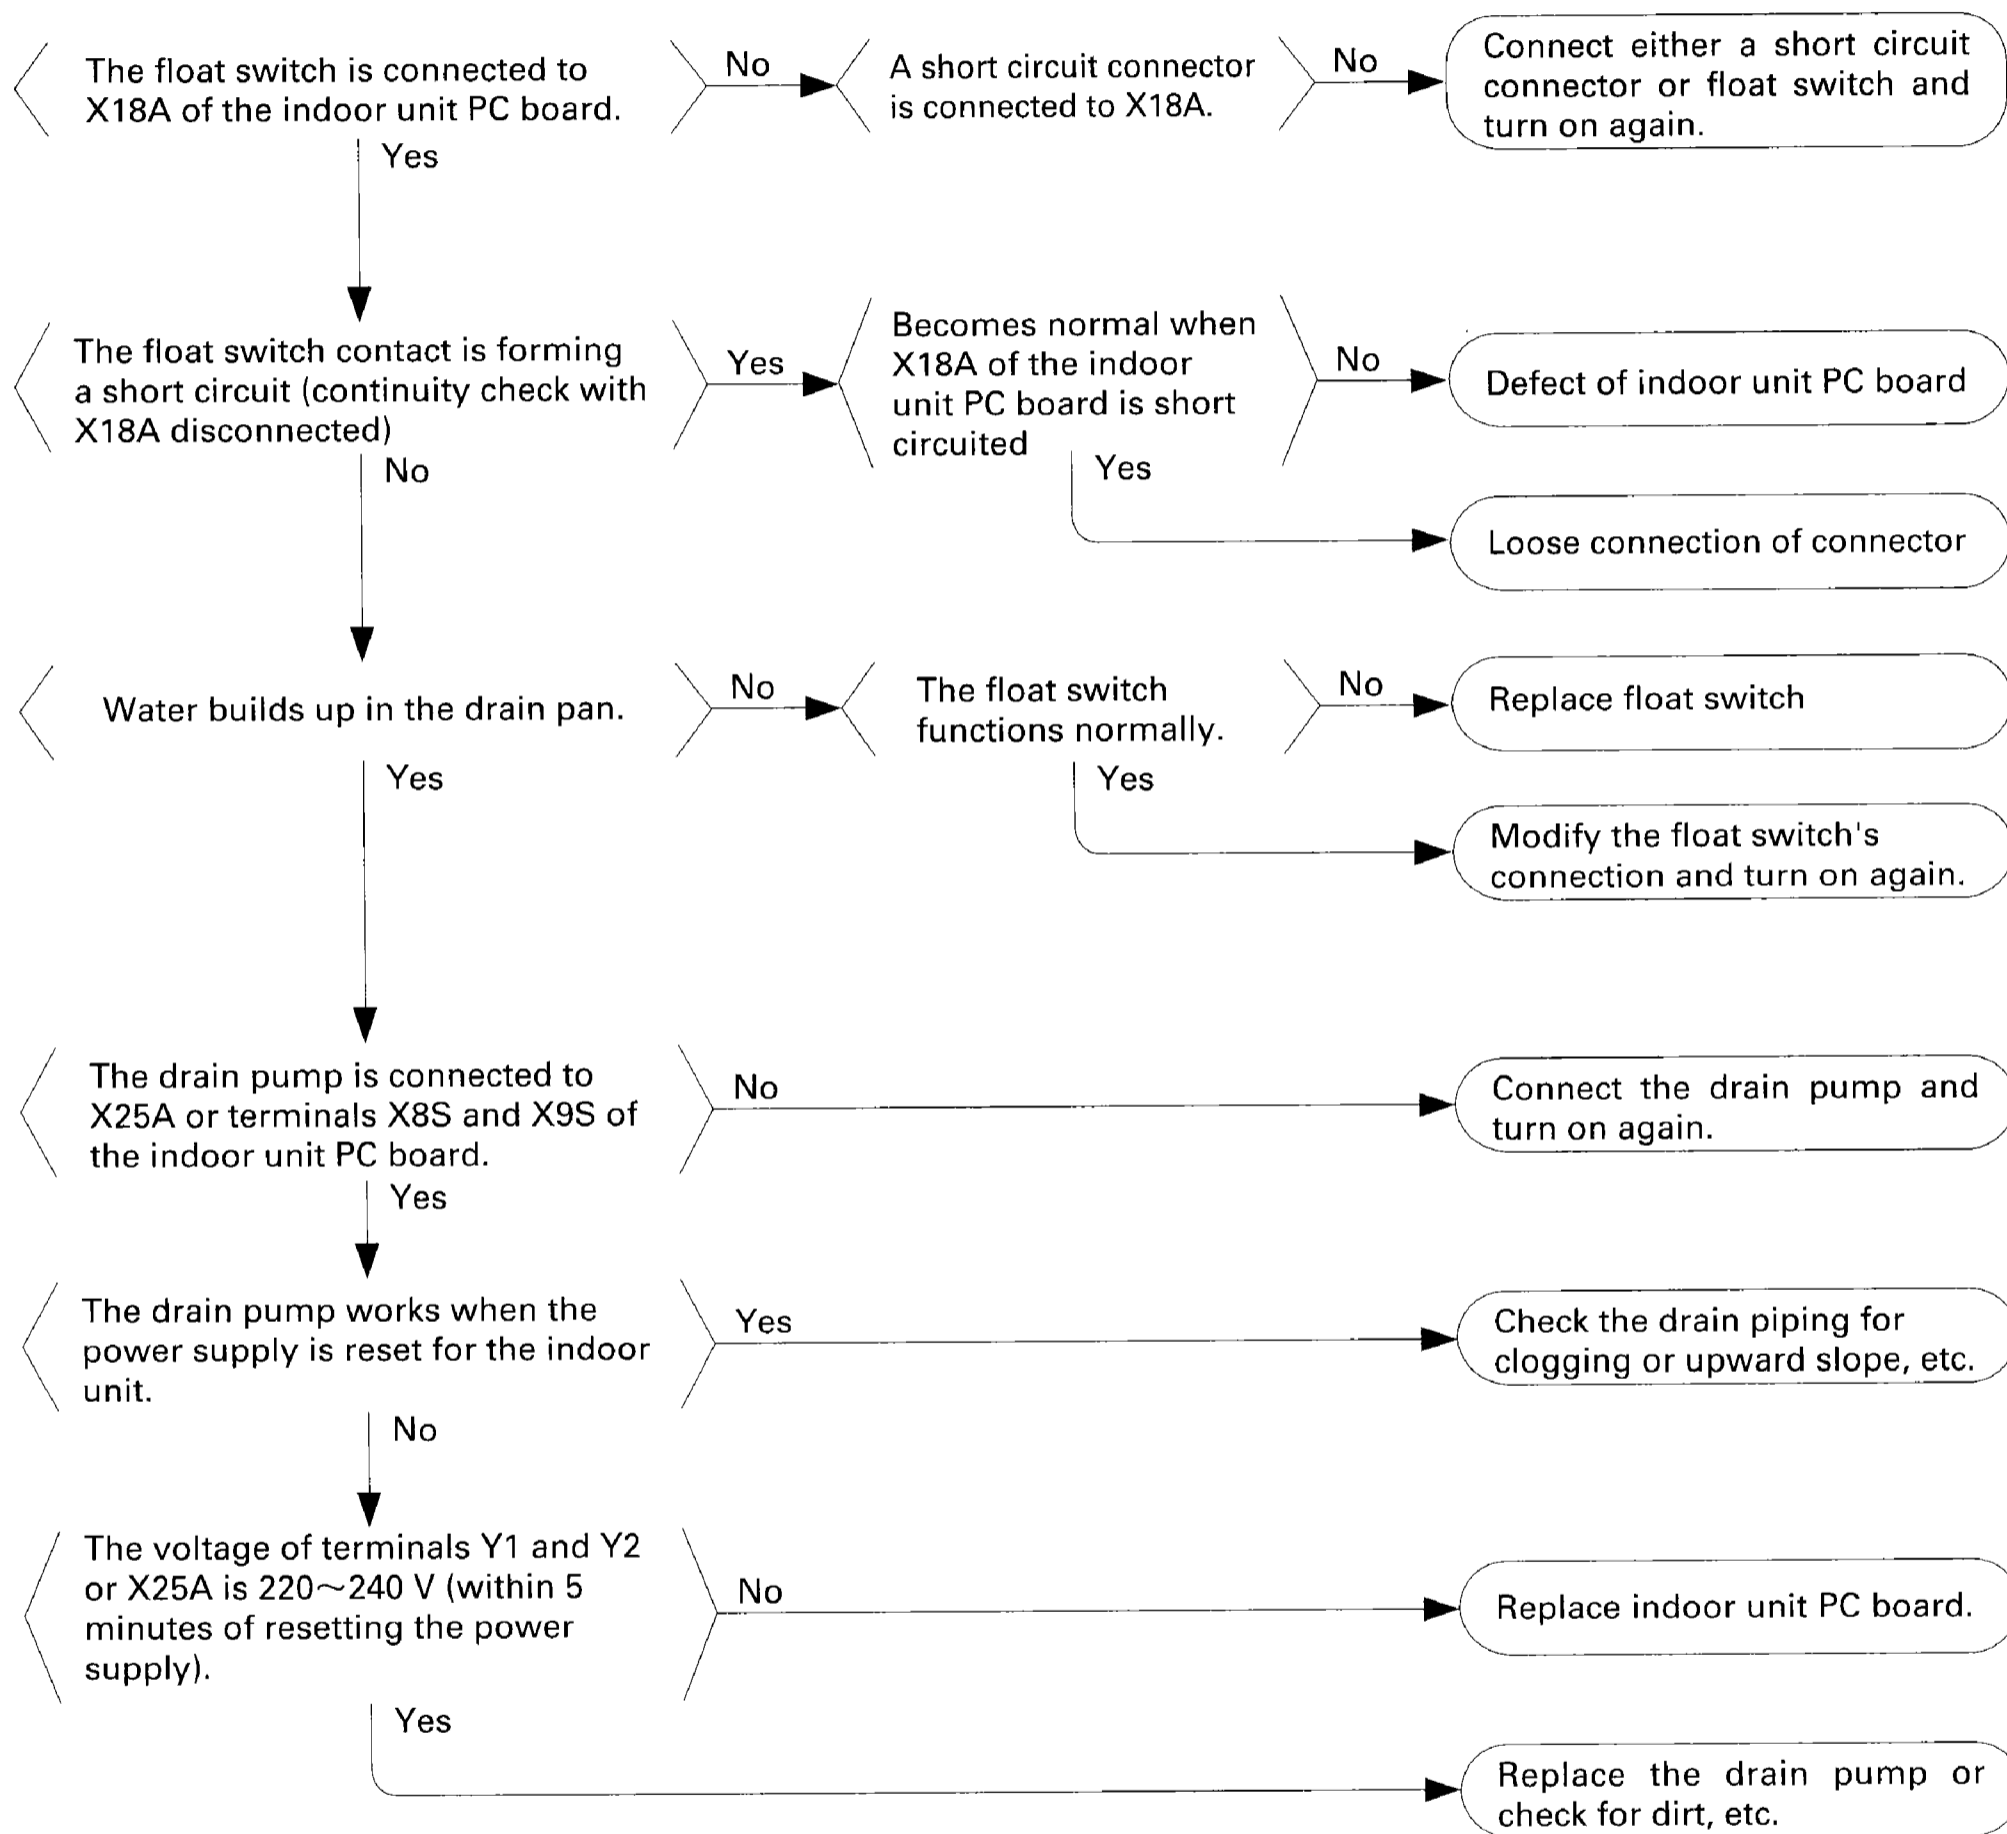 The float switch is connected to
X18A of the indoor unit PC board.
No
A short circuit connector
is connected to X18A.
No
Connect either a short circuit
connector or float switch and
turn on again.
Yes
The float switch contact is forming
a short circuit (continuity check with
X18A disconnected)
Yes
Becomes normal when
X18A of the indoor
unit PC board is short
circuited
No
Defect of indoor unit PC board
No
Yes
Loose connection of connector
Water builds up in the drain pan.
No
The float switch
functions normally.
No
Replace float switch
Yes
Yes
Modify the float switch's
connection and turn on again.
The drain pump is connected to
X25A or terminals X8S and X9S of
the indoor unit PC board.
No
Connect the drain pump and
turn on again.
Yes
The drain pump works when the
power supply is reset for the indoor
unit.
Yes
Check the drain piping for
clogging or upward slope, etc.
No
The voltage of terminals Y1 and Y2
or X25A is 220～240 V (within 5
minutes of resetting the power
supply).
No
Replace indoor unit PC board.
Yes
Replace the drain pump or
check for dirt, etc.